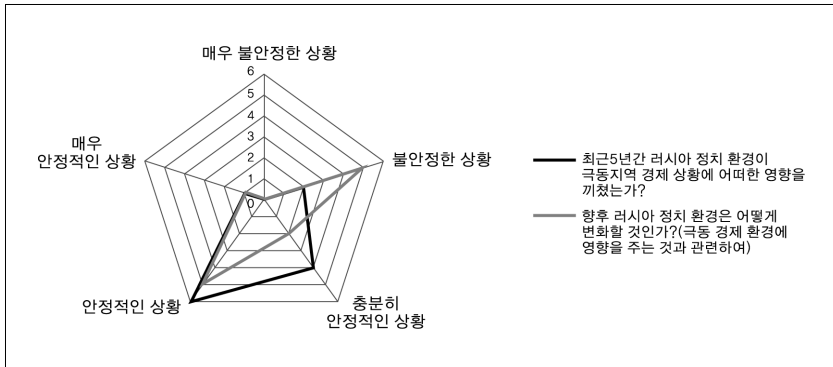 매우 불안정한 상황
6
5
4
3
2
1
0
매우
안정적인 상황
불안정한 상황
안정적인 상황
충분히
안정적인 상황
최근5년간 러시아 정치 환경이
극동지역 경제 상황에 어떠한 영향을
끼쳤는가?
향후 러시아 정치 환경은 어떻게
변화할 것인가?(극동 경제 환경에
영향을 주는 것과 관련하여)